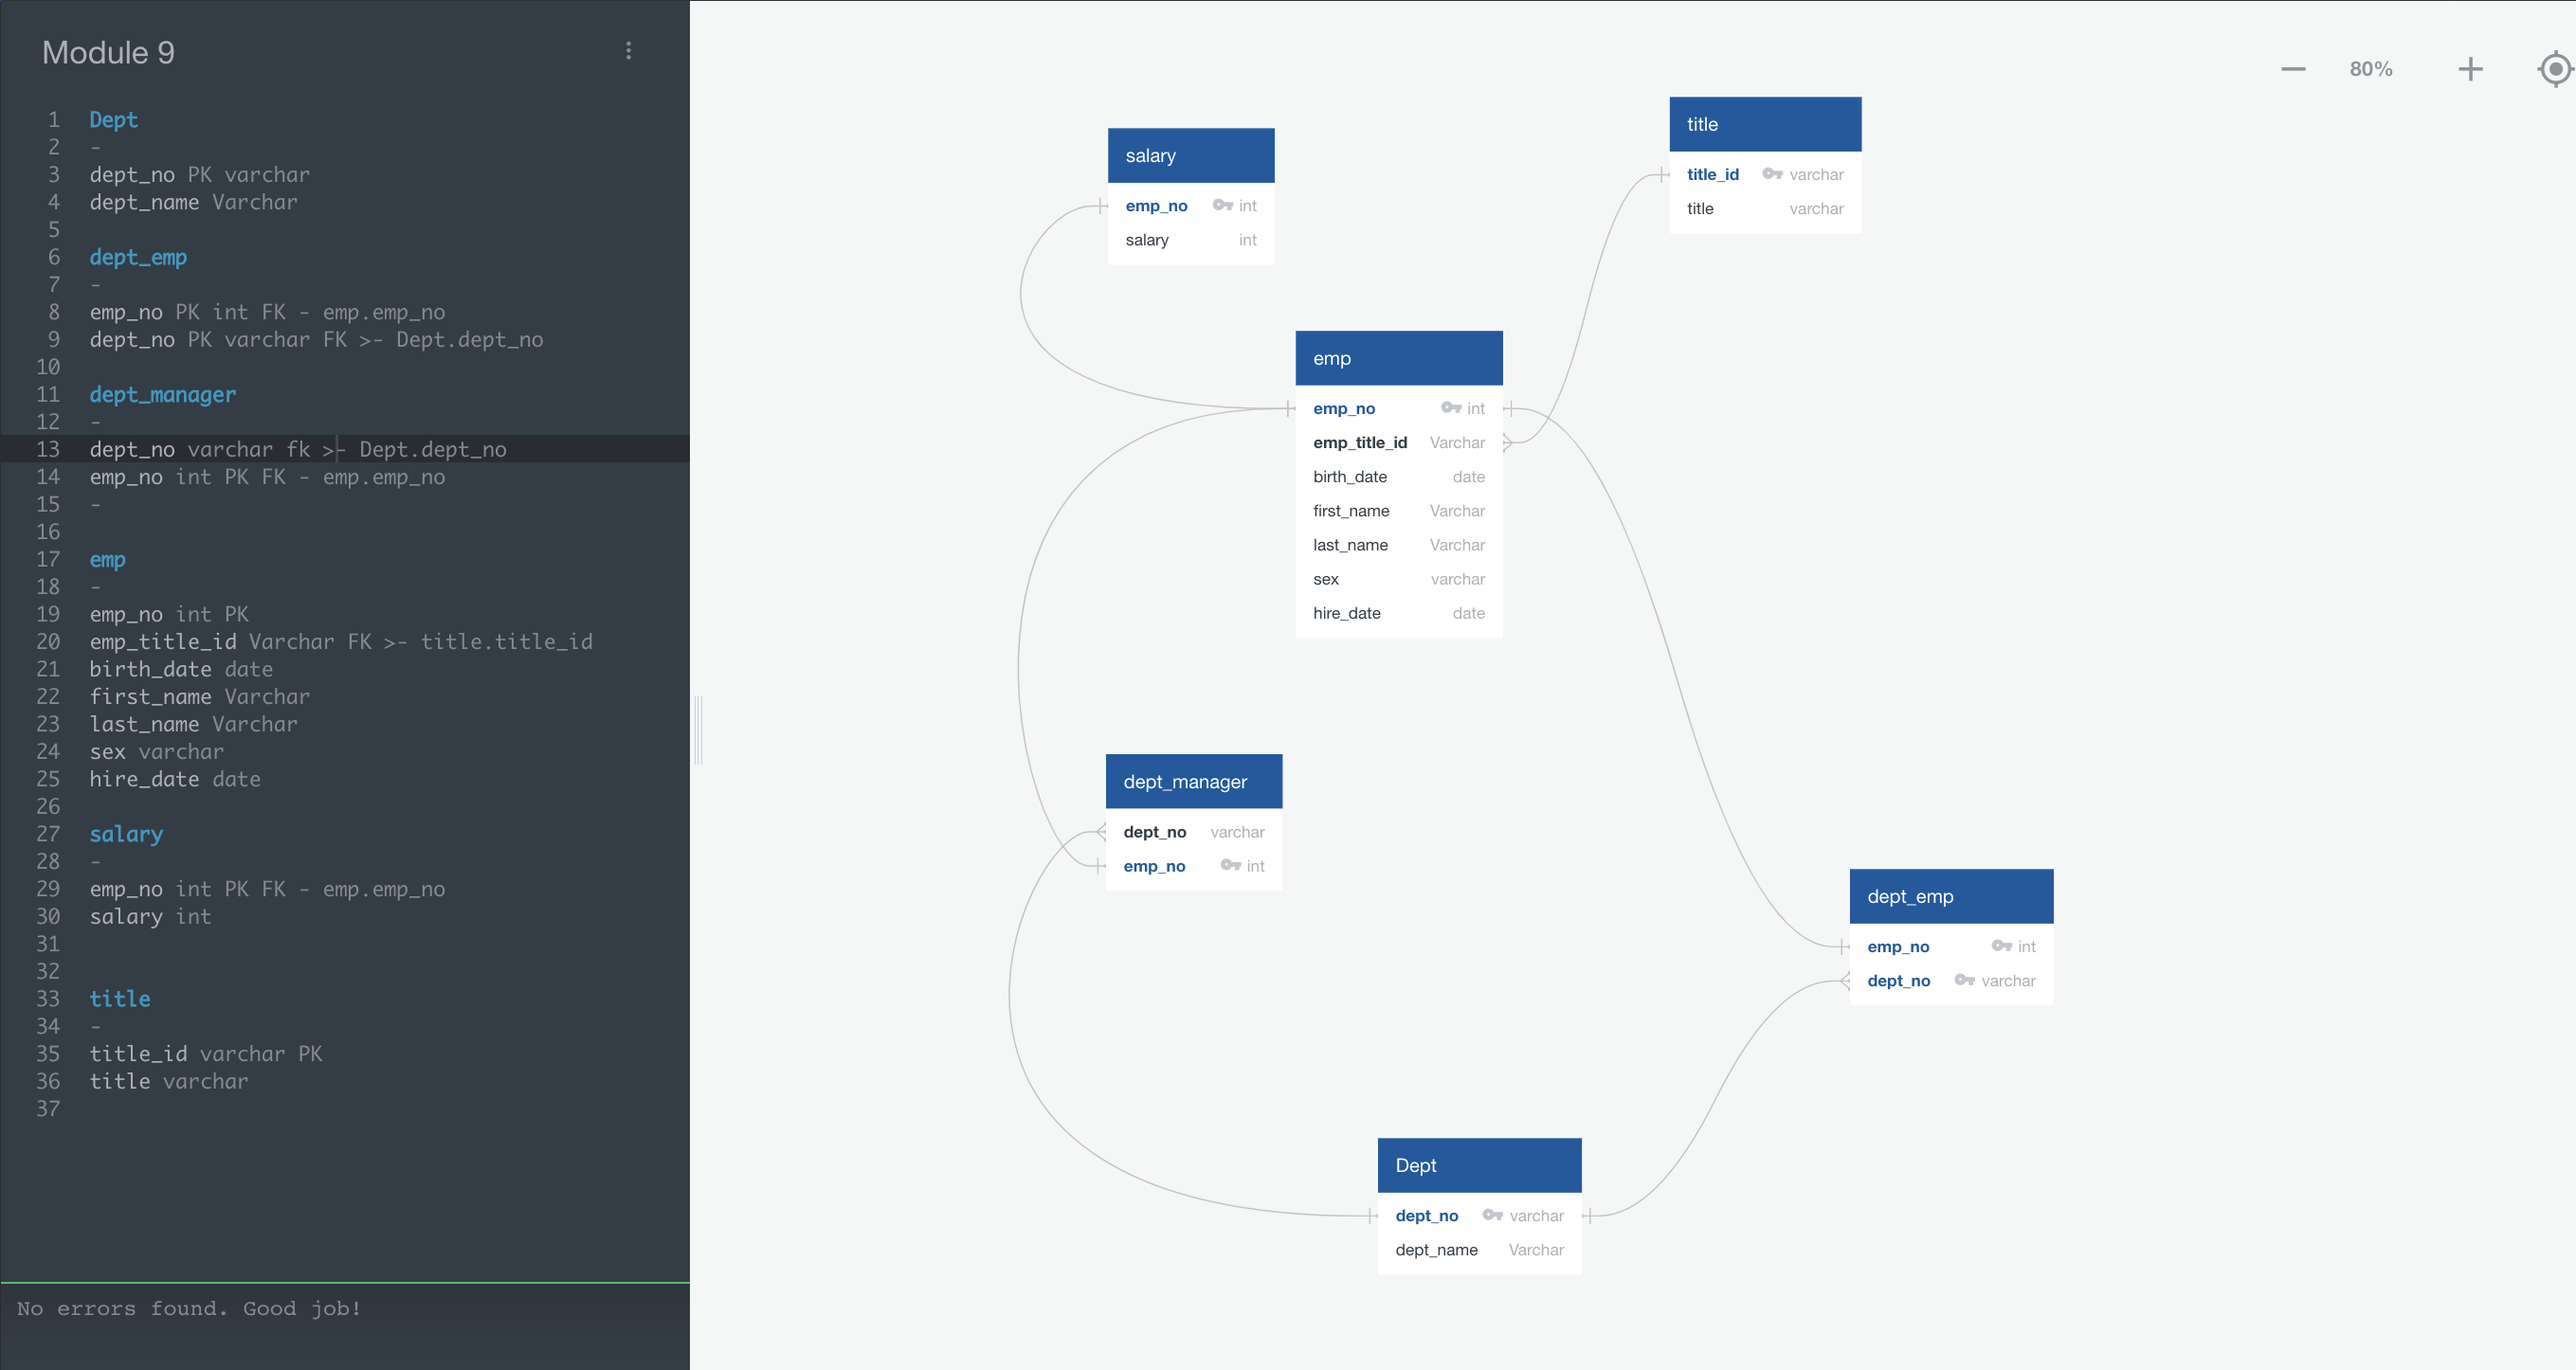 Module 9
1 Dept
2 -
3 dept_no PK varchar
4 dept_name Varchar
5
6 dept_emp
7 -
8 emp_no PK int FK - emp.emp_no
9 dept_no PK varchar FK >- Dept.dept_no
10
11 dept_manager
12 -
13 dept_no varchar fk >- Dept.dept_no
14 emp_no int PK FK - emp.emp_no
15 -
16
17 emp
18 -
19 emp_no int PK
20 emp_title_id Varchar FK >- title.title_id
21 birth_date date
22 first_name Varchar
23 last_name Varchar
24 sex varchar
25 hire_date date
26
27 salary
28 -
29 emp_no int PK FK - emp.emp_no
30 salary int
31
32
33 title
34 -
35 title_id varchar PK
36 title varchar
37
No errors found. Good job!
80%
salary
emp_no int
salary int
title
title_id varchar
title varchar
emp
emp_no int
emp_title_id Varchar
birth_date date
first_name Varchar
last_name Varchar
sex varchar
hire_date date
dept_manager
dept_no varchar
emp_no int
dept_emp
emp_no int
dept_no varchar
Dept
dept_no varchar
dept_name Varchar